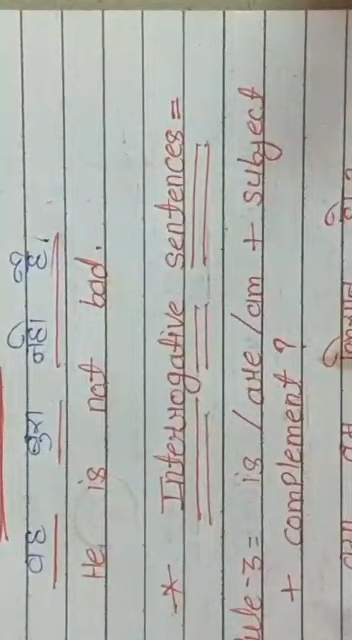 वह बुरा नहीं है।
He is not bad.
* Interrogative sentences =
ule-3= is / are / am + subject
+ complement ?